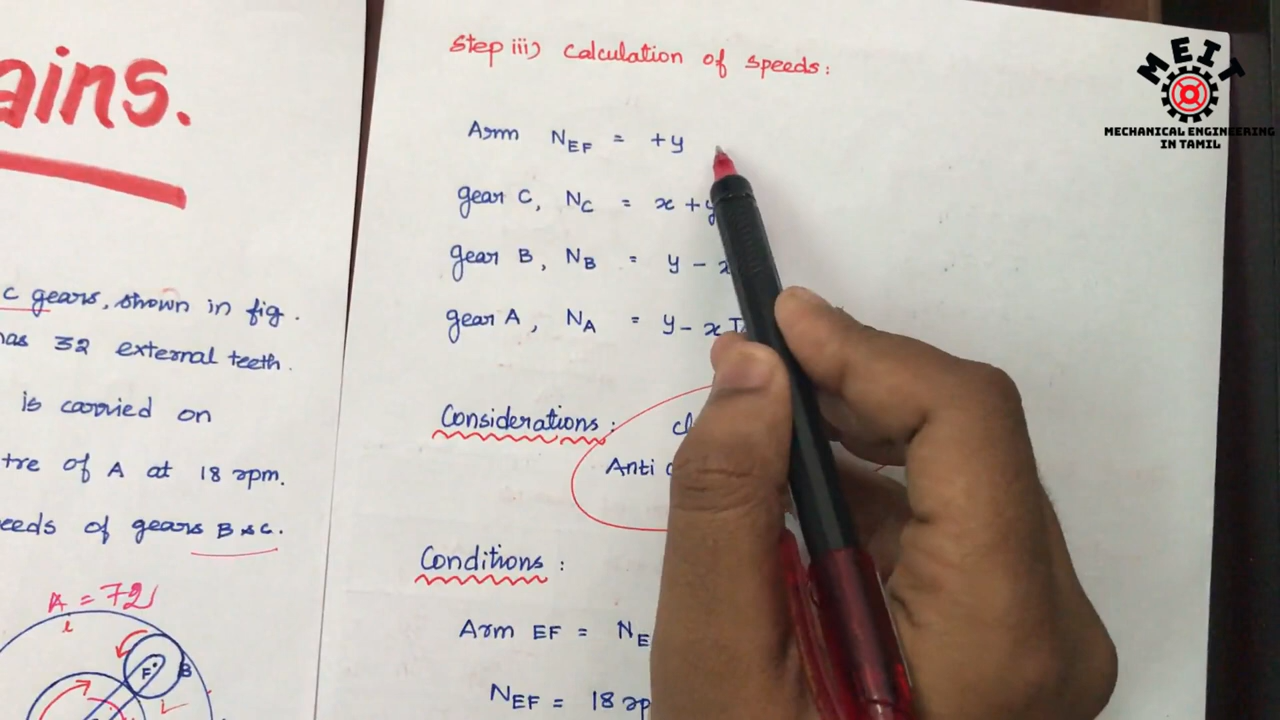 ains.
C gears, shown in fig.
has 32 external teeth.
is carried on
tre of A at 18 rpm.
eeds of gears B & C.
A = 72
F
B
Step iii) Calculation of speeds:
Arm N_EF = +y
gear C, N_C = x + y
gear B, N_B = y - x
gear A, N_A = y - x T
Considerations:
Anti
Conditions:
Arm EF = N_E
N_EF = 18 rp
MEIT
MECHANICAL ENGINEERING
IN TAMIL